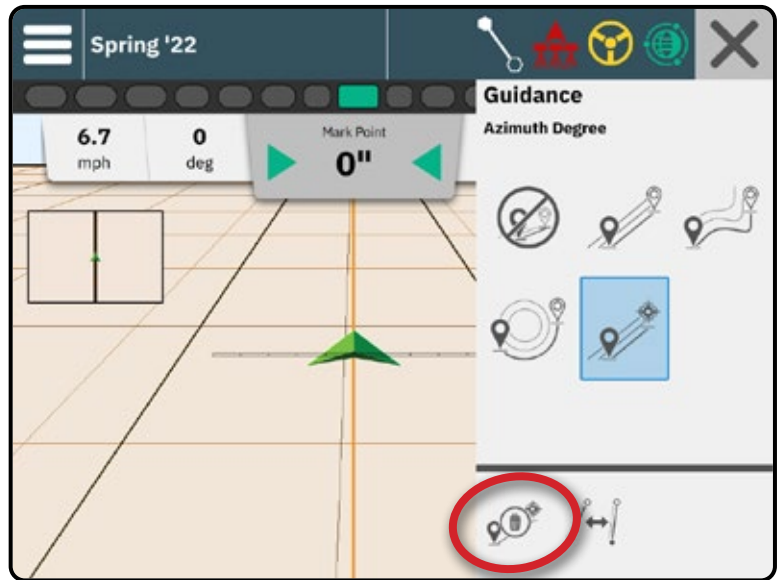 Spring '22
Guidance
Azimuth Degree
6.7
mph
0
deg
Mark Point
0"